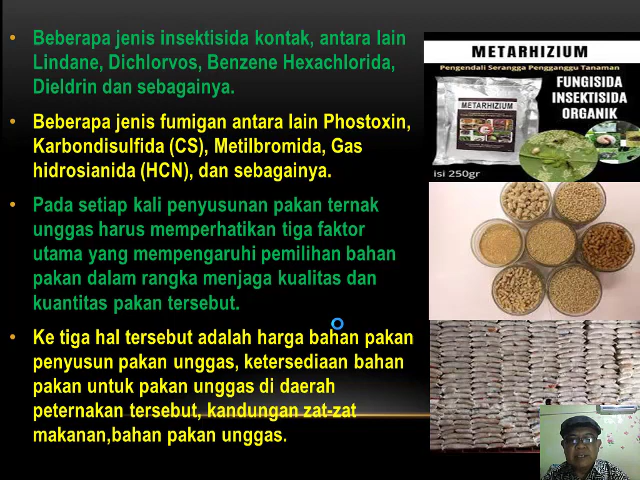 Beberapa jenis insektisida kontak, antara lain
Lindane, Dichlorvos, Benzene Hexachlorida,
Dieldrin dan sebagainya.
Beberapa jenis fumigan antara lain Phostoxin,
Karbondisulfida (CS), Metilbromida, Gas
hidrosianida (HCN), dan sebagainya.
Pada setiap kali penyusunan pakan ternak
unggas harus memperhatikan tiga faktor
utama yang mempengaruhi pemilihan bahan
pakan dalam rangka menjaga kualitas dan
kuantitas pakan tersebut.
Ke tiga hal tersebut adalah harga bahan pakan
penyusun pakan unggas, ketersediaan bahan
pakan untuk pakan unggas di daerah
peternakan tersebut, kandungan zat-zat
makanan,bahan pakan unggas.
METARHIZIUM
Pengendali Serangga Pengganggu Tanaman
METARHIZIUM
FUNGISIDA
INSEKTISIDA
ORGANIK
isi 250gr